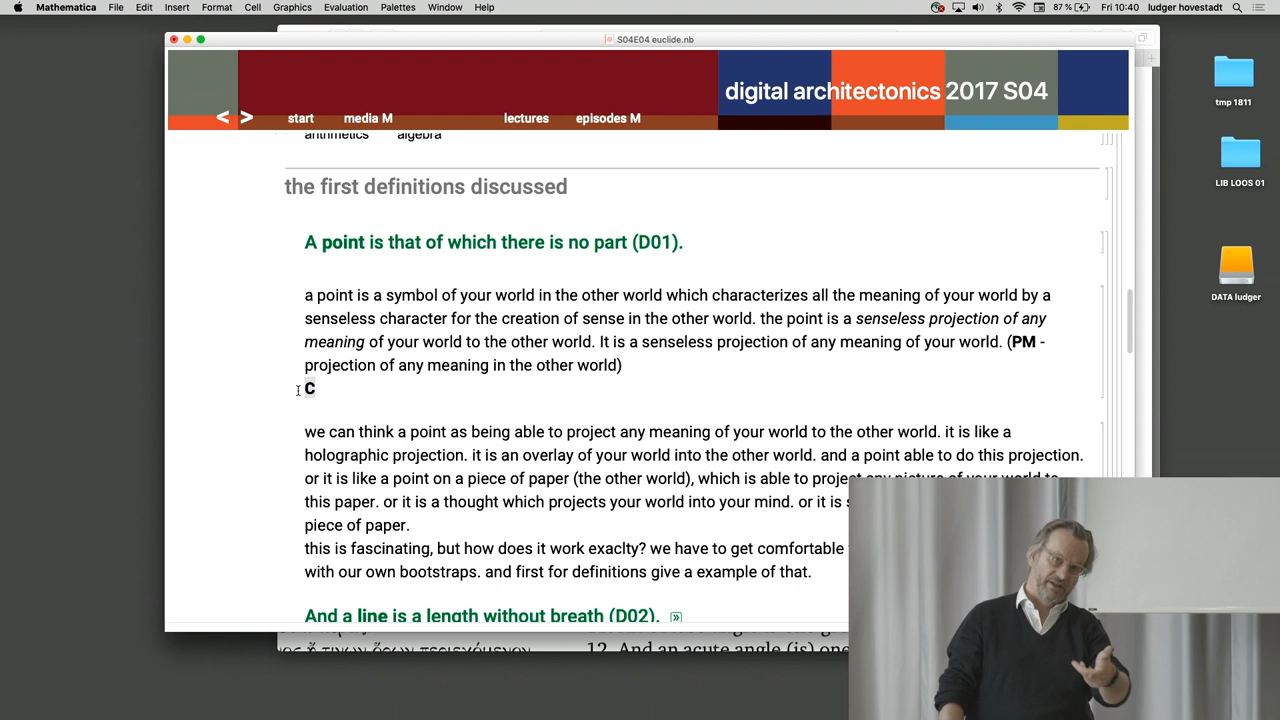 Mathematica File Edit Insert Format Cell Graphics Evaluation Palettes Window Help 87 % Fri 10:40 ludger hovestadt
S04E04 euclide.nb
digital architectonics 2017 S04
< > start media M lectures episodes M
arithmetics algebra
the first definitions discussed
A point is that of which there is no part (D01).
a point is a symbol of your world in the other world which characterizes all the meaning of your world by a
senseless character for the creation of sense in the other world. the point is a senseless projection of any
meaning of your world to the other world. It is a senseless projection of any meaning of your world. (PM -
projection of any meaning in the other world)
C
we can think a point as being able to project any meaning of your world to the other world. it is like a
holographic projection. it is an overlay of your world into the other world. and a point able to do this projection.
or it is like a point on a piece of paper (the other world), which is able to project any picture of your world to
this paper. or it is a thought which projects your world into your mind. or it is
piece of paper.
this is fascinating, but how does it work exaclty? we have to get comfortable
with our own bootstraps. and first for definitions give a example of that.
And a line is a length without breath (D02). »
12. And an acute angle (is) one
tmp 1811
LIB LOOS 01
DATA ludger